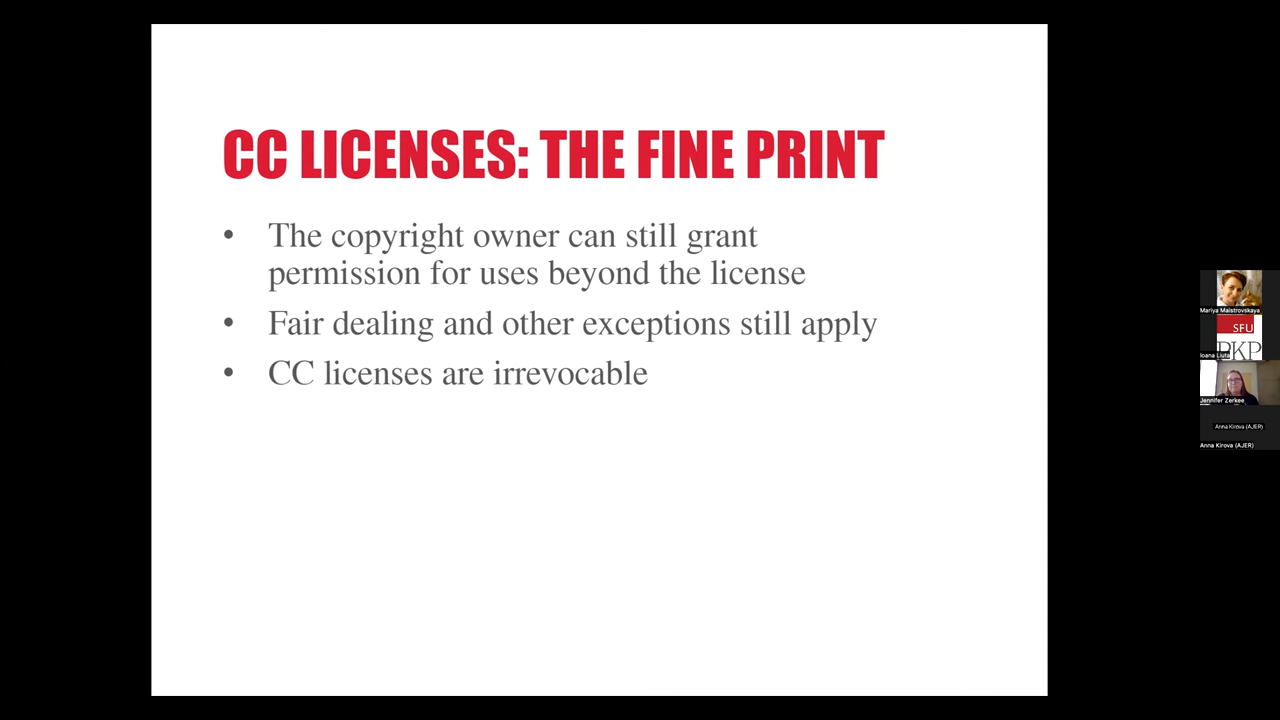 CC LICENSES: THE FINE PRINT
• The copyright owner can still grant
permission for uses beyond the license
• Fair dealing and other exceptions still apply
• CC licenses are irrevocable
Mariya Maistrovskaya
SFU
PKP
Ioana Liuta
Jennifer Zerkee
Anna Kirova (AJER)
Anna Kirova (AJER)